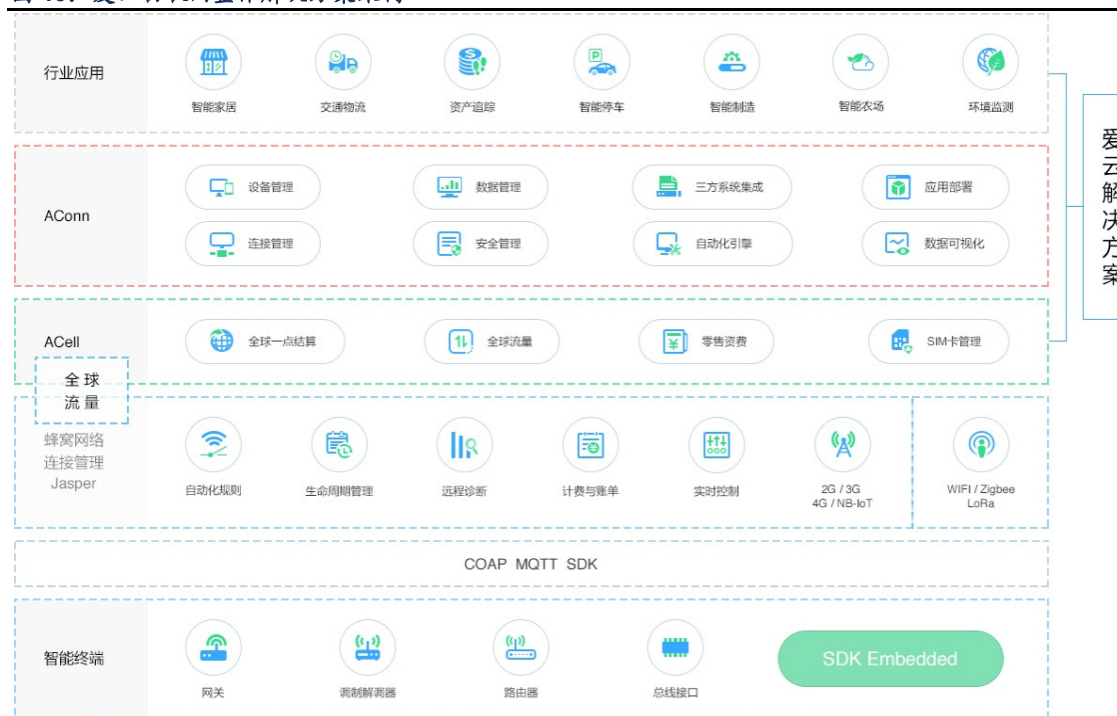 行业应用
智能家居
交通物流
资产追踪
智能停车
智能制造
智能农场
环境监测
AConn
设备管理
数据管理
三方系统集成
应用部署
连接管理
安全管理
自动化引擎
数据可视化
ACell
全球一点结算
全球流量
零售资费
SIM卡管理
全球
流量
蜂窝网络
连接管理
Jasper
自动化规则
生命周期管理
远程诊断
计费与账单
实时控制
2G / 3G
4G / NB-IoT
WIFI / Zigbee
LoRa
COAP MQTT SDK
智能终端
网关
调制解调器
路由器
总线接口
SDK Embedded
云
解
决
方
案